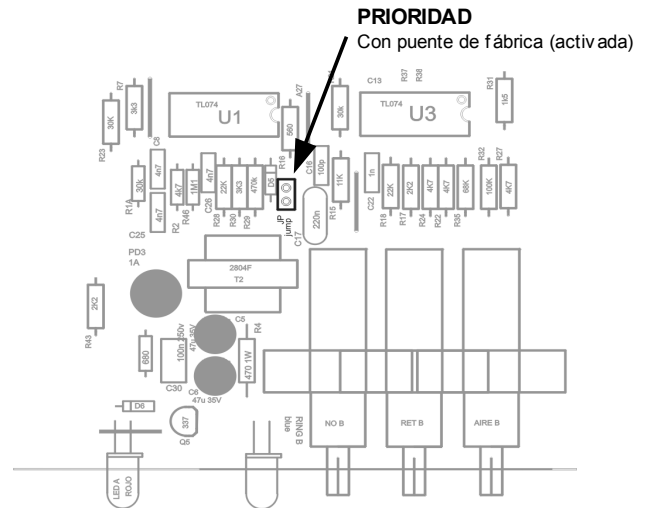 PRIORIDAD
Con puente de fábrica (activada)
R7
3k3
30K
R23
TL074
U1
A27
560
R16
30k
C13
R37
R38
TL074
U3
R31
1k5
C8
4n7
30k
R1A
4n7
C25
4k7
R2
1M1
R46
4n7
C26
22K
R28
3K3
R30
470k
R29
D5
JP
jump
C16
100p
220n
C17
11K
R15
1n
C22
22K
R18
2K2
R17
4K7
R24
4K7
R22
68K
R35
R32
100K
R27
4K7
PD3
1A
2804F
T2
2K2
R43
680
100n 250v
C30
C5
47u 35V
C6
47u 35V
R4
470 1W
D6
337
Q5
RING B
blue
NO B
RET B
AIRE B
LED A
ROJO